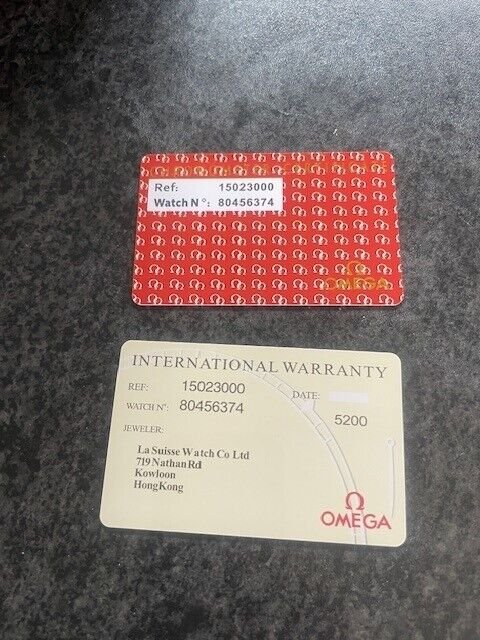 Ref: 15023000
Watch N°: 80456374
OMEGA
INTERNATIONAL WARRANTY
REF: 15023000 DATE:
WATCH N°: 80456374 5200
JEWELER:
La Suisse Watch Co Ltd
719 Nathan Rd
Kowloon
HongKong
OMEGA